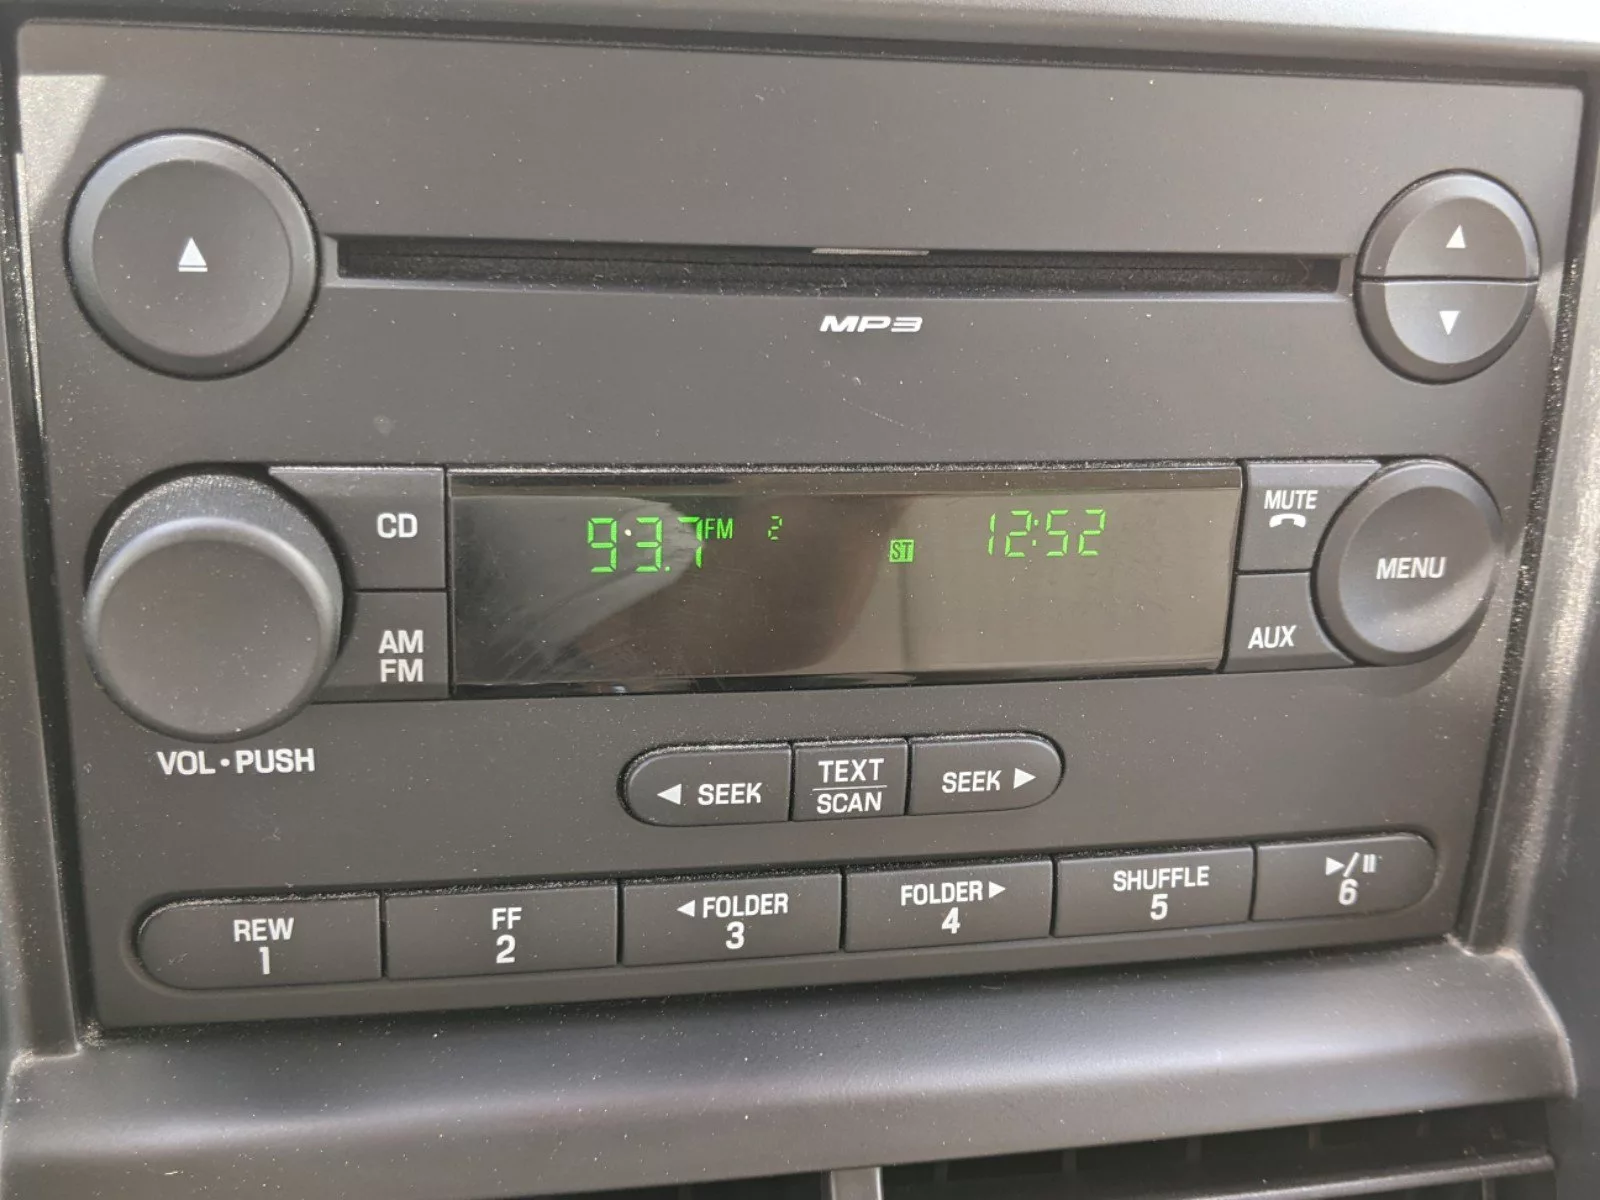 MP3
CD
93.7 FM 2 ST 12:52
MUTE
MENU
AM
FM
AUX
VOL•PUSH
◄ SEEK
TEXT
SCAN
SEEK ►
REW
1
FF
2
◄FOLDER
3
FOLDER►
4
SHUFFLE
5
►/II
6